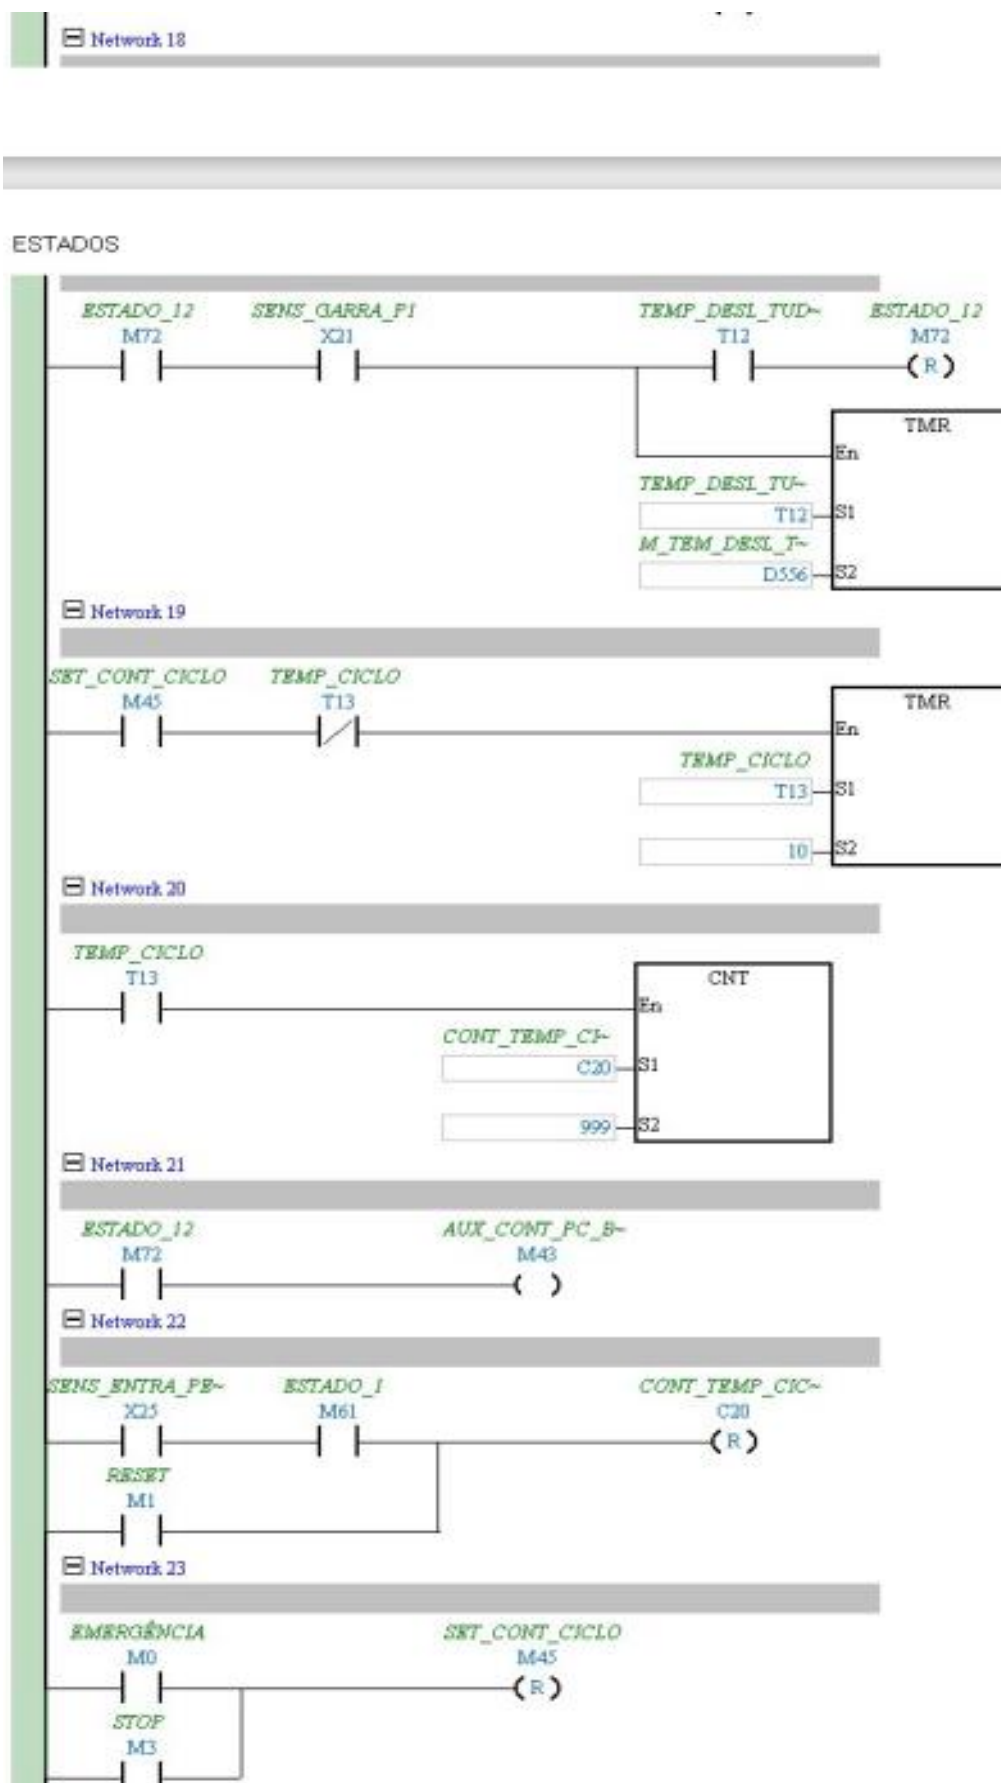 Network 18
ESTADOS
ESTADO_12 SENS_GARRA_P1 TEMP_DESL_TUD~ ESTADO_12
M72 X21 T12 M72
R
TMR
En
TEMP_DESL_TU~
T12 S1
M_TEM_DESL_T~
D556 S2
Network 19
SET_CONT_CICLO TEMP_CICLO
M45 T13 TMR
En
TEMP_CICLO
T13 S1
10 S2
Network 20
TEMP_CICLO
T13 CNT
En
CONT_TEMP_CI~
C20 S1
999 S2
Network 21
ESTADO_12 AUX_CONT_PC_B~
M72 M43
Network 22
SENS_ENTRA_PE~ ESTADO_1 CONT_TEMP_CIC~
X25 M61 C20
R
RESET
M1
Network 23
EMERGÊNCIA SET_CONT_CICLO
M0 M45
R
STOP
M3